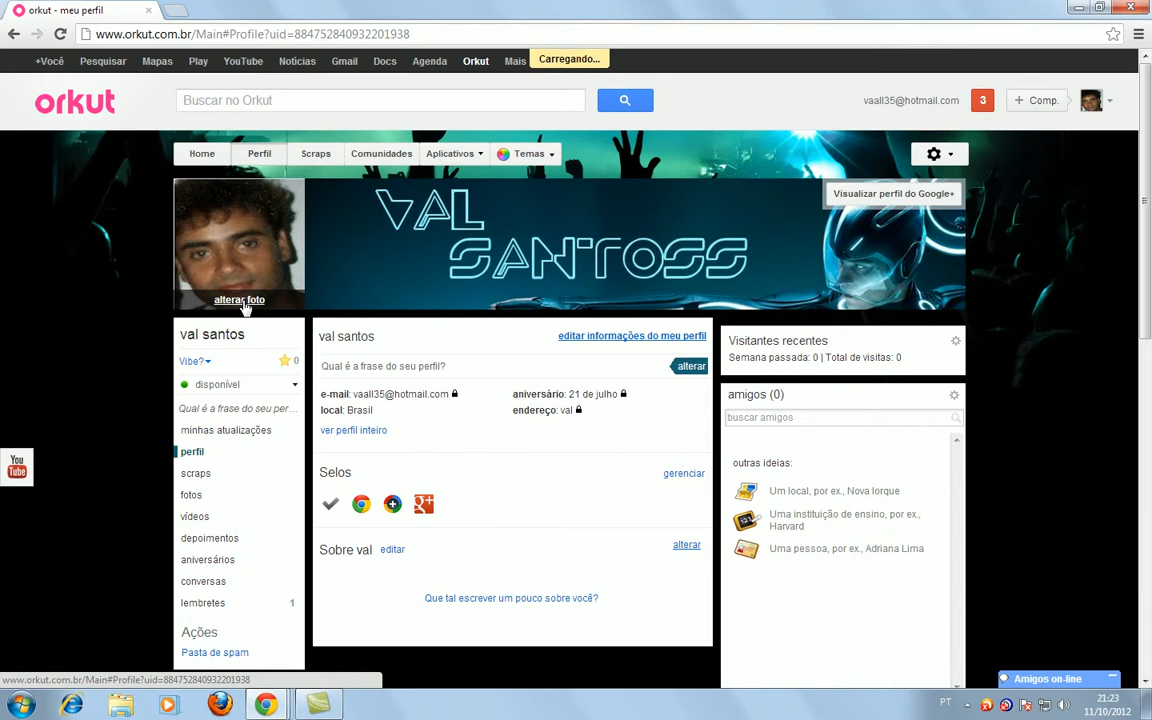 orkut - meu perfil
www.orkut.com.br/Main#Profile?uid=884752840932201938
+Você Pesquisar Mapas Play YouTube Notícias Gmail Docs Agenda Orkut Mais Carregando...
orkut Buscar no Orkut vaall35@hotmail.com 3 + Comp.
Home Perfil Scraps Comunidades Aplicativos Temas
Visualizar perfil do Google+
VAL
SANTOSS
alterar foto
val santos
Vibe? 0
disponível
Qual é a frase do seu per...
minhas atualizações
perfil
scraps
fotos
vídeos
depoimentos
aniversários
conversas
lembretes 1
Ações
Pasta de spam
val santos editar informações do meu perfil
Qual é a frase do seu perfil? alterar
e-mail: vaall35@hotmail.com aniversário: 21 de julho
local: Brasil endereço: val
ver perfil inteiro
Selos gerenciar
Sobre val editar alterar
Que tal escrever um pouco sobre você?
Visitantes recentes
Semana passada: 0 | Total de visitas: 0
amigos (0)
buscar amigos
outras ideias:
Um local, por ex., Nova Iorque
Uma instituição de ensino, por ex.,
Harvard
Uma pessoa, por ex., Adriana Lima
You
Tube
www.orkut.com.br/Main#Profile?uid=884752840932201938
Amigos on-line
PT 21:23
11/10/2012